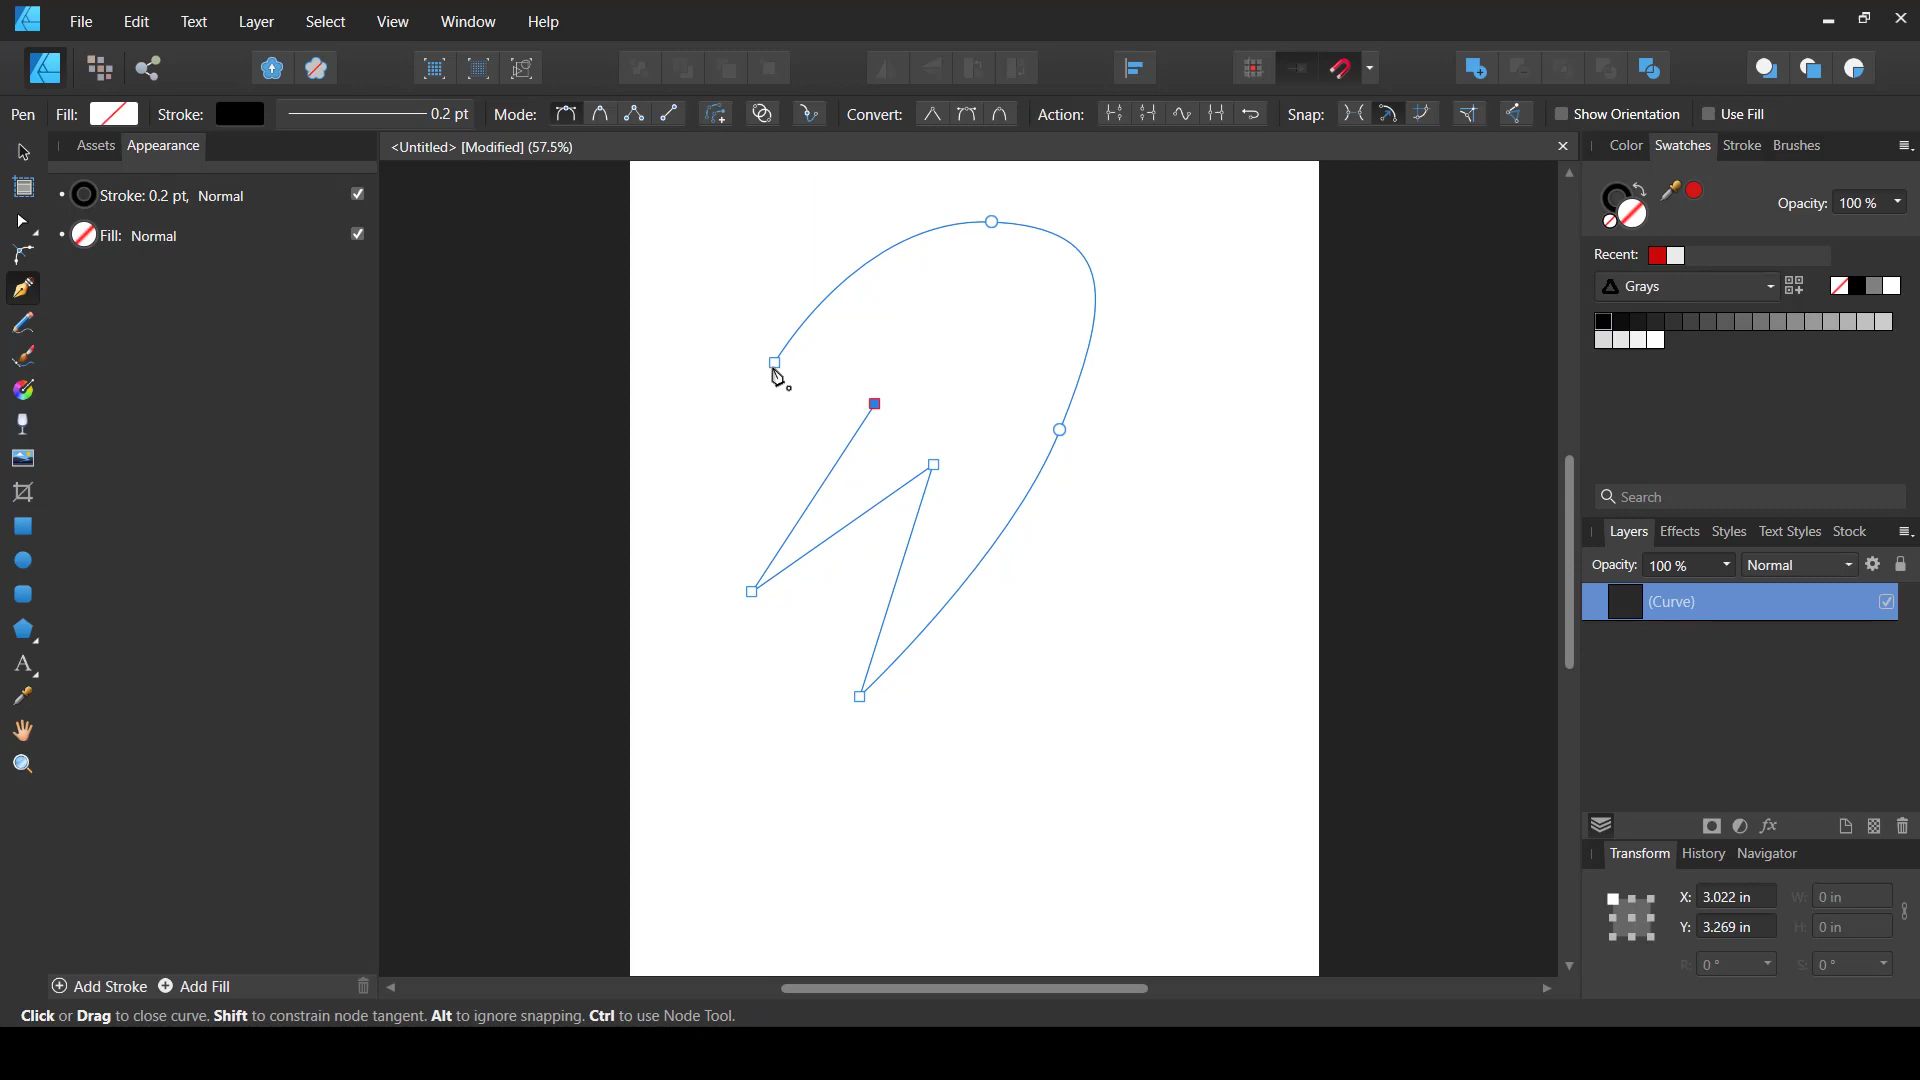 File Edit Text Layer Select View Window Help
Pen Fill: Stroke: 0.2 pt Mode: Convert: Action: Snap: Show Orientation Use Fill
Assets Appearance
<Untitled> [Modified] (57.5%)
Color Swatches Stroke Brushes
Stroke: 0.2 pt, Normal
Fill: Normal
Opacity: 100 %
Recent:
Grays
Search
Layers Effects Styles Text Styles Stock
Opacity: 100 % Normal
(Curve)
fx
Transform History Navigator
X: 3.022 in W: 0 in
Y: 3.269 in H: 0 in
R: 0 ° S: 0 °
Add Stroke Add Fill
Click or Drag to close curve. Shift to constrain node tangent. Alt to ignore snapping. Ctrl to use Node Tool.